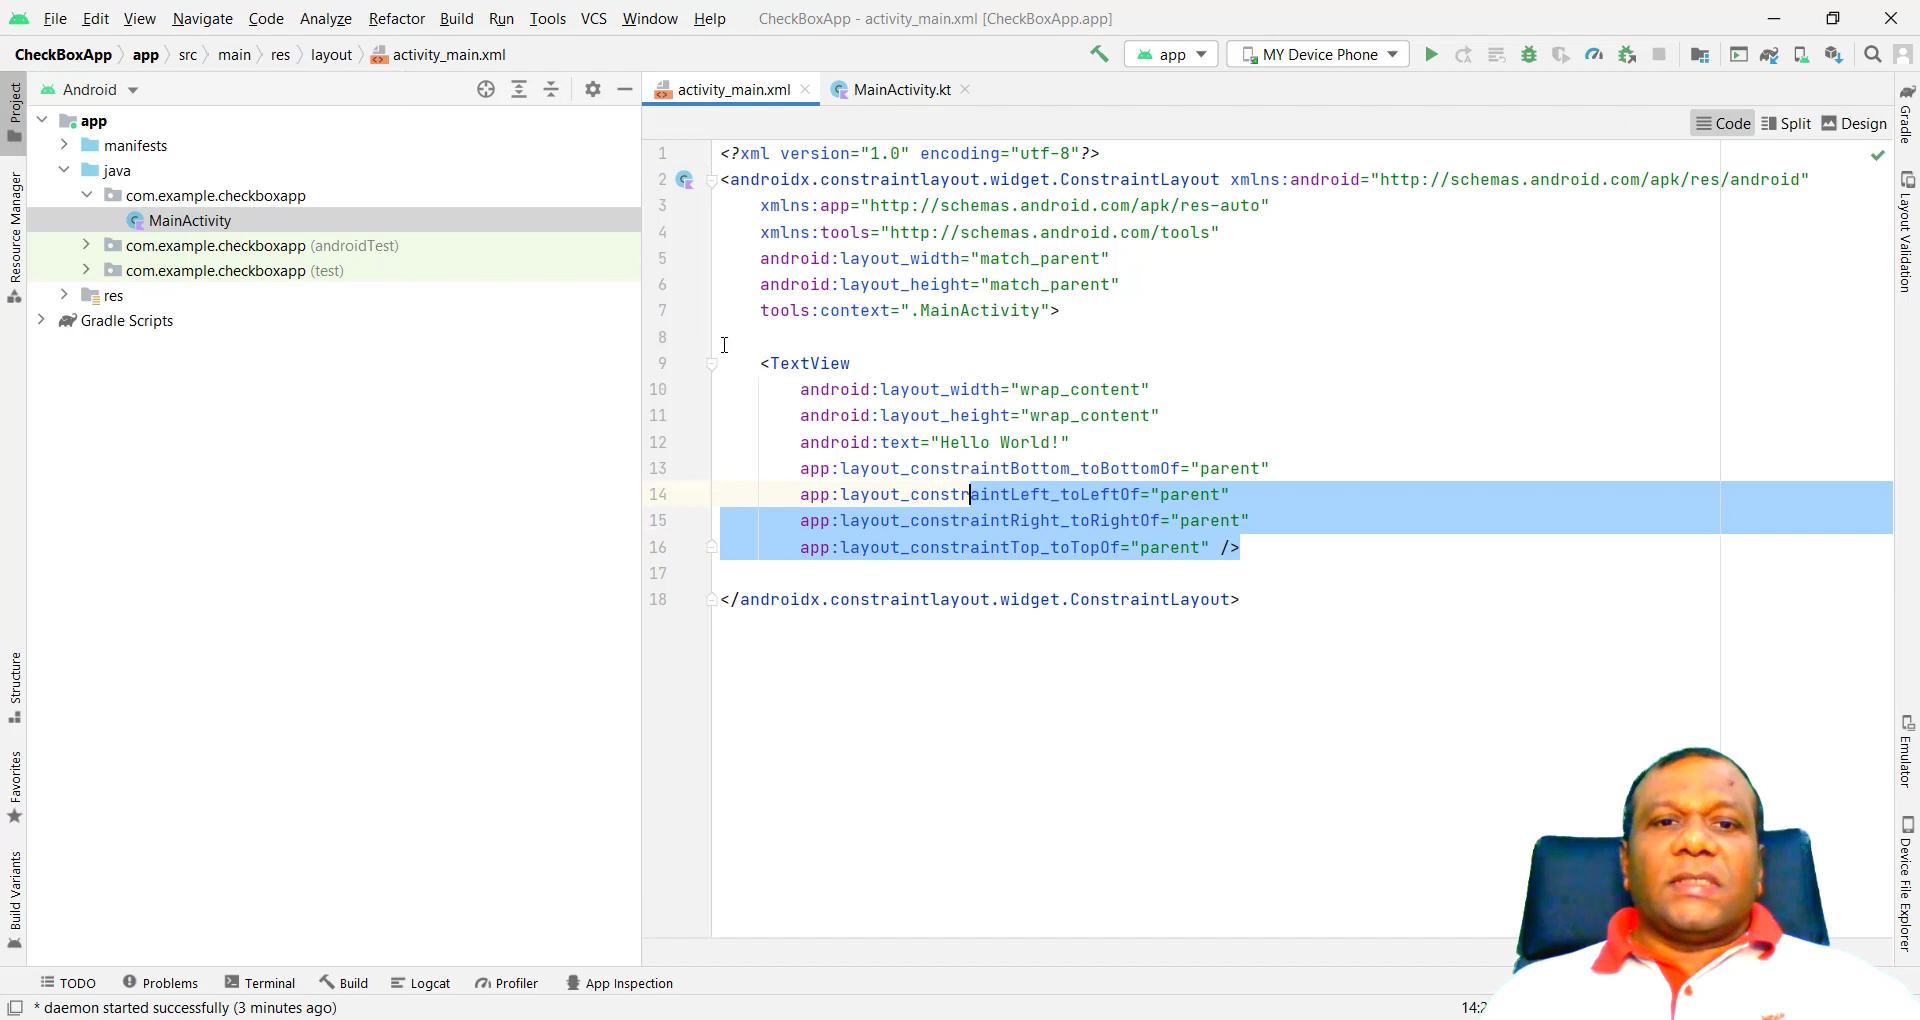 File Edit View Navigate Code Analyze Refactor Build Run Tools VCS Window Help CheckBoxApp - activity_main.xml [CheckBoxApp.app]
CheckBoxApp app src main res layout activity_main.xml app MY Device Phone
Android
activity_main.xml MainActivity.kt
Code Split Design
app
manifests
java
com.example.checkboxapp
MainActivity
com.example.checkboxapp (androidTest)
com.example.checkboxapp (test)
res
Gradle Scripts
1 <?xml version="1.0" encoding="utf-8"?>
2 <androidx.constraintlayout.widget.ConstraintLayout xmlns:android="http://schemas.android.com/apk/res/android"
3 xmlns:app="http://schemas.android.com/apk/res-auto"
4 xmlns:tools="http://schemas.android.com/tools"
5 android:layout_width="match_parent"
6 android:layout_height="match_parent"
7 tools:context=".MainActivity">
8
9 <TextView
10 android:layout_width="wrap_content"
11 android:layout_height="wrap_content"
12 android:text="Hello World!"
13 app:layout_constraintBottom_toBottomOf="parent"
14 app:layout_constraintLeft_toLeftOf="parent"
15 app:layout_constraintRight_toRightOf="parent"
16 app:layout_constraintTop_toTopOf="parent" />
17
18 </androidx.constraintlayout.widget.ConstraintLayout>
Project
Resource Manager
Structure
Favorites
Build Variants
Gradle
Layout Validation
Emulator
Device File Explorer
TODO Problems Terminal Build Logcat Profiler App Inspection
* daemon started successfully (3 minutes ago)